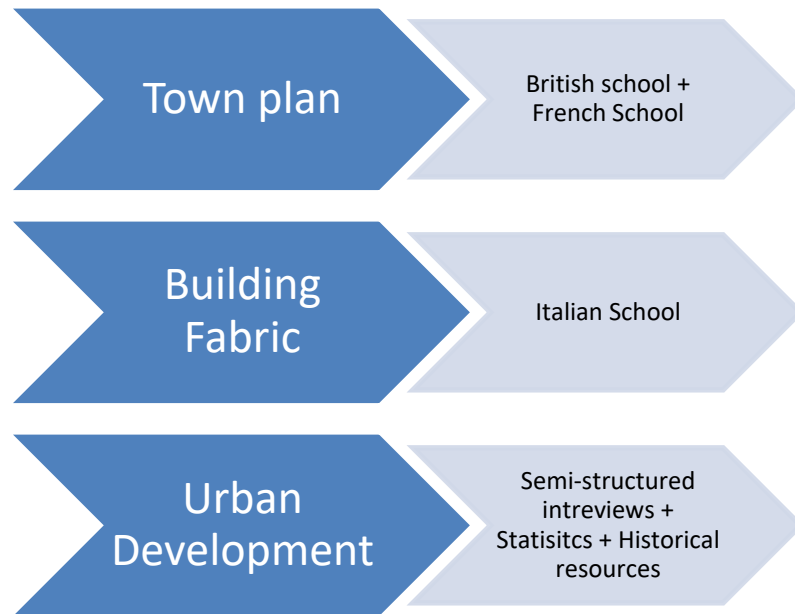 Town plan
British school +
French School
Building
Fabric
Italian School
Urban
Development
Semi-structured
intreviews +
Statisitcs + Historical
resources